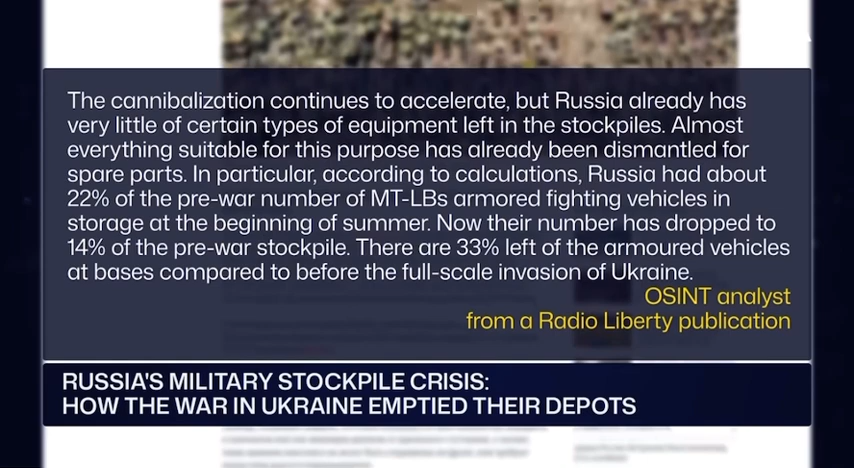 The cannibalization continues to accelerate, but Russia already has
very little of certain types of equipment left in the stockpiles. Almost
everything suitable for this purpose has already been dismantled for
spare parts. In particular, according to calculations, Russia had about
22% of the pre-war number of MT-LBs armored fighting vehicles in
storage at the beginning of summer. Now their number has dropped to
14% of the pre-war stockpile. There are 33% left of the armoured vehicles
at bases compared to before the full-scale invasion of Ukraine.
OSINT analyst
from a Radio Liberty publication
RUSSIA'S MILITARY STOCKPILE CRISIS:
HOW THE WAR IN UKRAINE EMPTIED THEIR DEPOTS